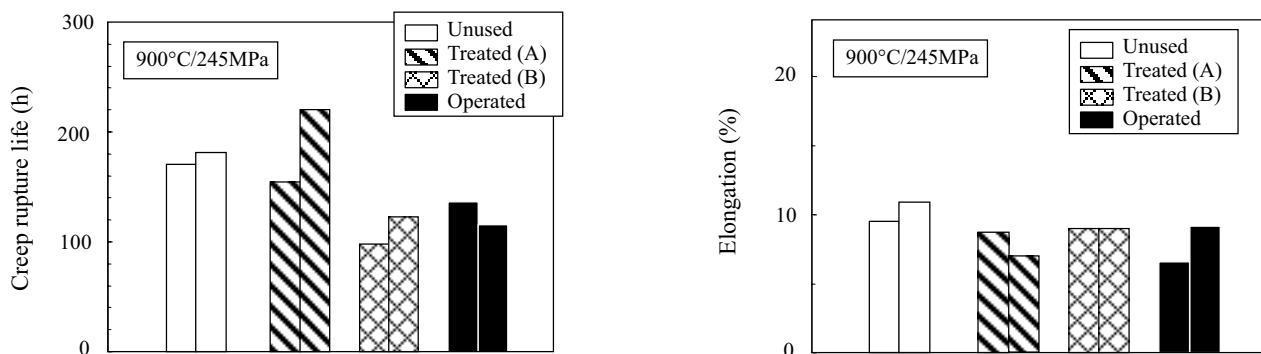 300
200
100
0
Creep rupture life (h)
900°C/245MPa
Unused
Treated (A)
Treated (B)
Operated
20
10
0
Elongation (%)
900°C/245MPa
Unused
Treated (A)
Treated (B)
Operated